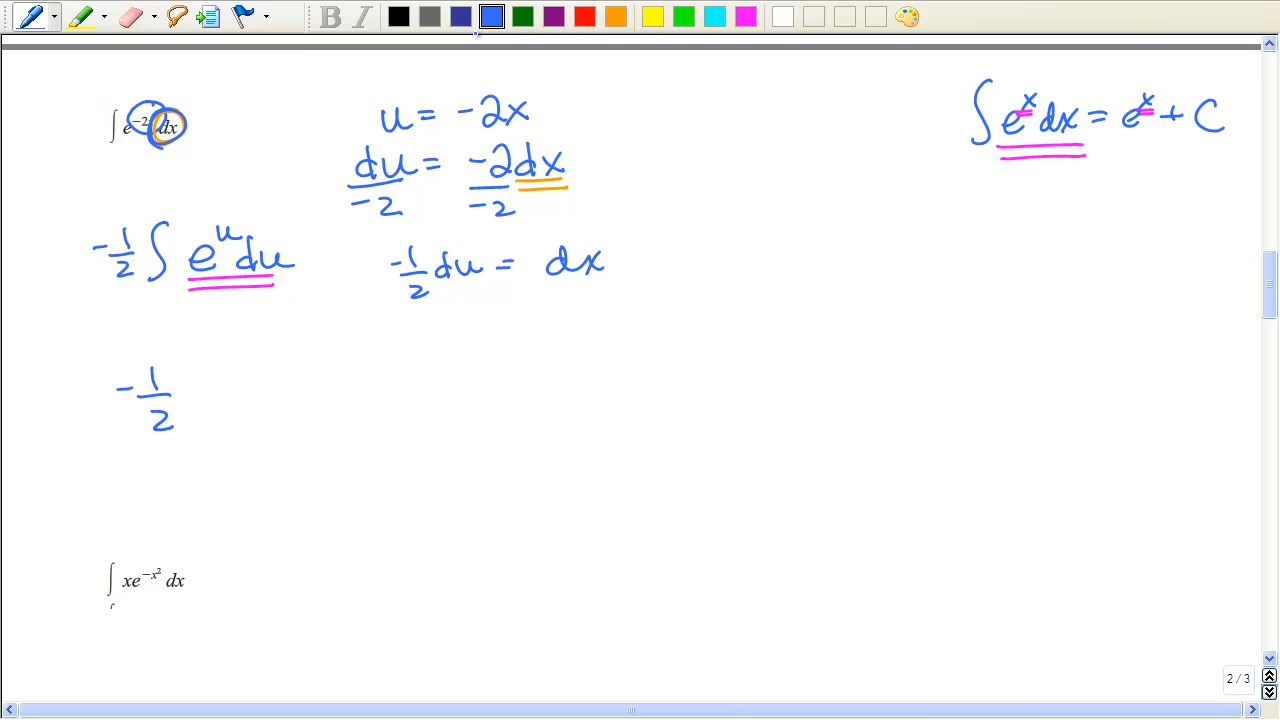 B I
∫ e^{-2x} dx
u = -2x
∫ e^x dx = e^x + C
du/-2 = -2dx/-2
-1/2 ∫ e^u du
-1/2 du = dx
-1/2
∫ xe^{-x^2} dx
2 / 3